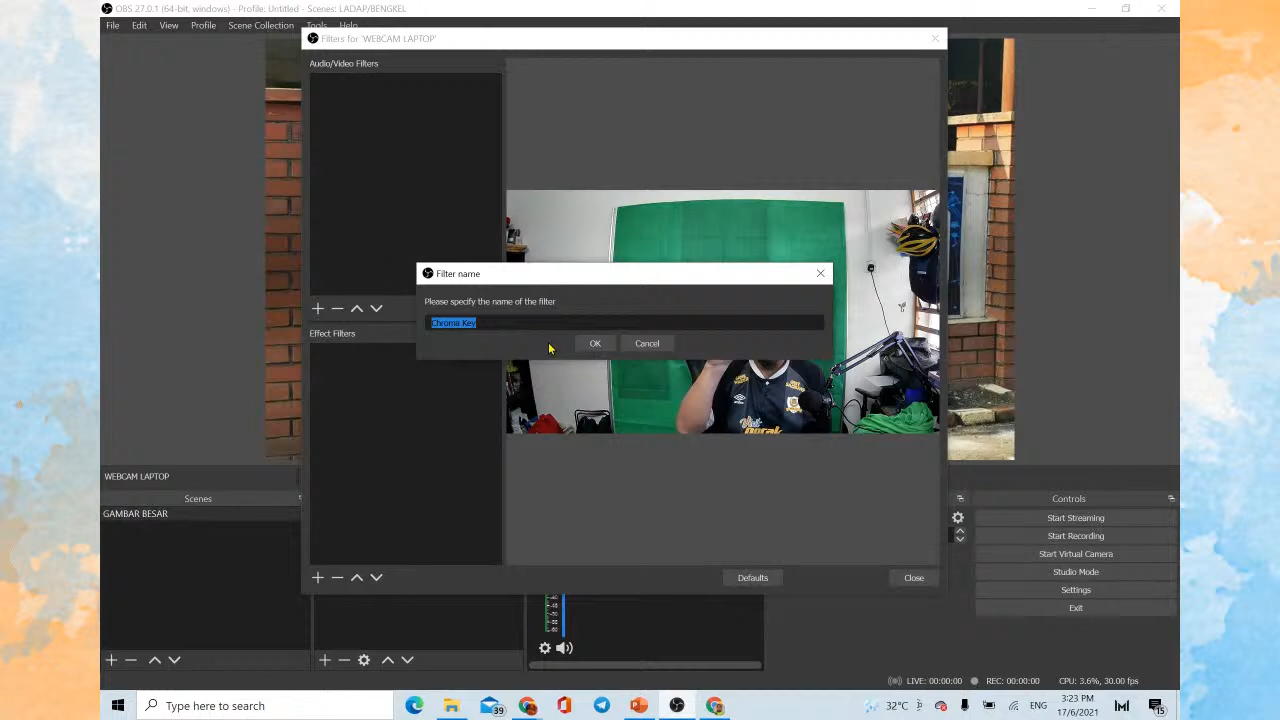 OBS 27.0.1 (64-bit, windows) - Profile: Untitled - Scenes: LADAP/BENGKEL
File Edit View Profile Scene Collection Tools Help
Filters for 'WEBCAM LAPTOP'
Audio/Video Filters
Filter name
Please specify the name of the filter
Chroma Key
OK Cancel
Effect Filters
Visit
Perak
WEBCAM LAPTOP
Scenes
Controls
GAMBAR BESAR
Start Streaming
Start Recording
Start Virtual Camera
Studio Mode
Settings
Exit
Defaults
Close
LIVE: 00:00:00 REC: 00:00:00 CPU: 3.6%, 30.00 fps
Type here to search
39
32°C
ENG
3:23 PM
17/6/2021
15